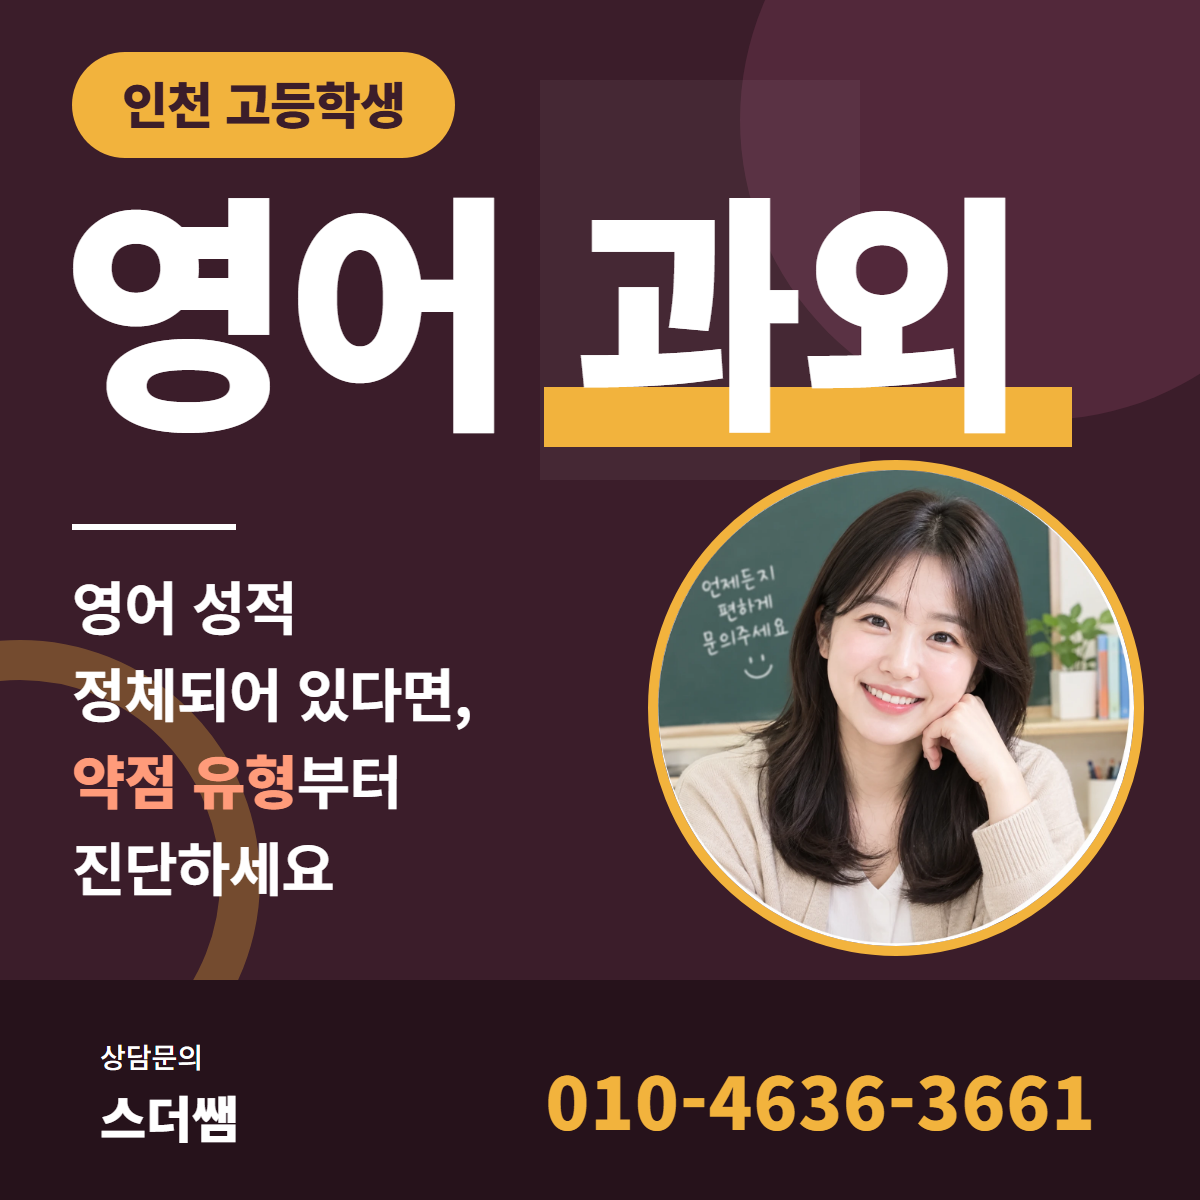 인천 고등학생
영어 과외
영어 성적
정체되어 있다면,
약점 유형부터
진단하세요
언제든지
편하게
문의주세요
상담문의
스더쌤
010-4636-3661